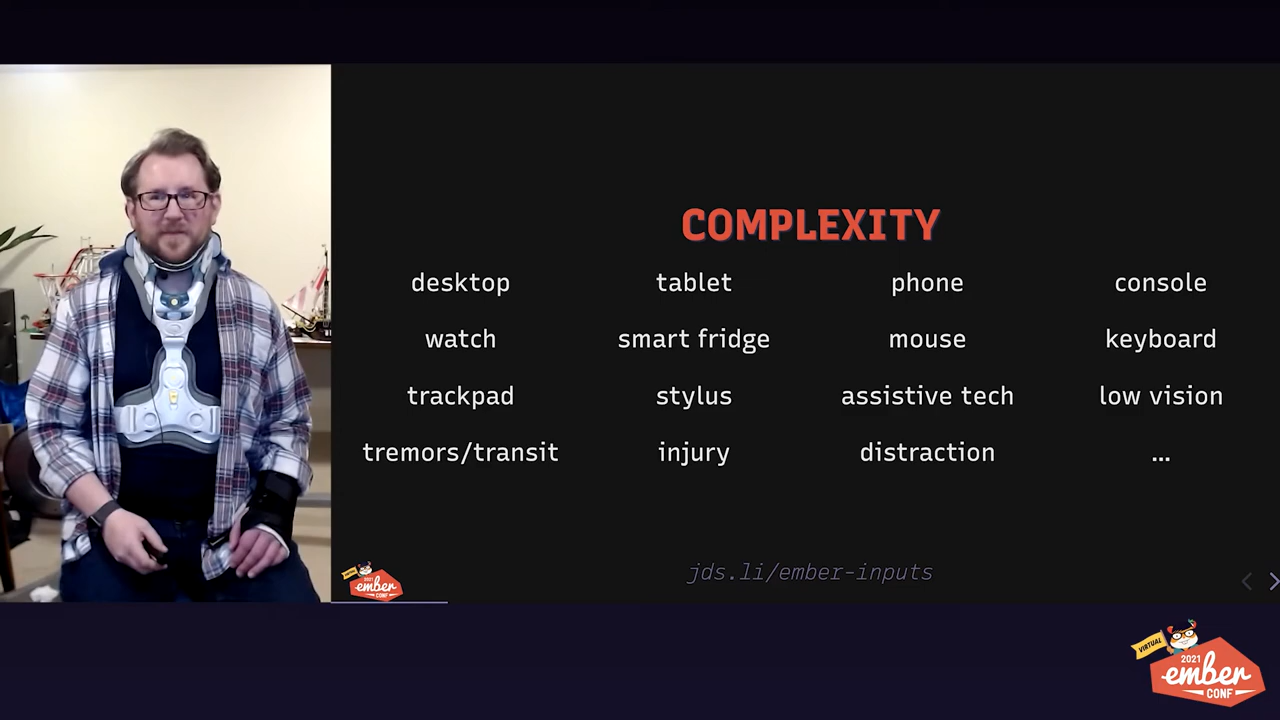 COMPLEXITY
desktop tablet phone console
watch smart fridge mouse keyboard
trackpad stylus assistive tech low vision
tremors/transit injury distraction ...
jds.li/ember-inputs
VIRTUAL
2021
ember
CONF
VIRTUAL
2021
ember
CONF